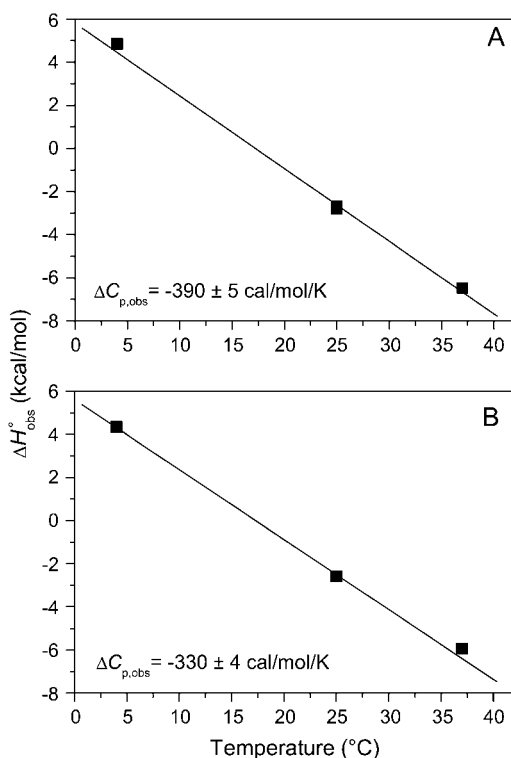 A
6
4
2
0
-2
-4
-6
-8
ΔCp,obs= -390 ± 5 cal/mol/K
0 5 10 15 20 25 30 35 40
ΔH°obs (kcal/mol)
B
6
4
2
0
-2
-4
-6
-8
ΔCp,obs= -330 ± 4 cal/mol/K
0 5 10 15 20 25 30 35 40
Temperature (°C)